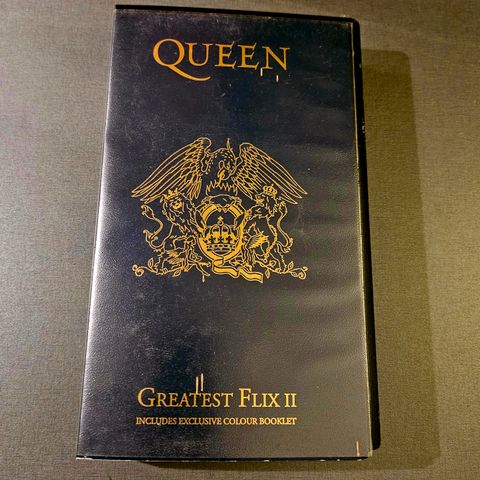 QUEEN
GREATEST FLIX II
INCLUDES EXCLUSIVE COLOUR BOOKLET